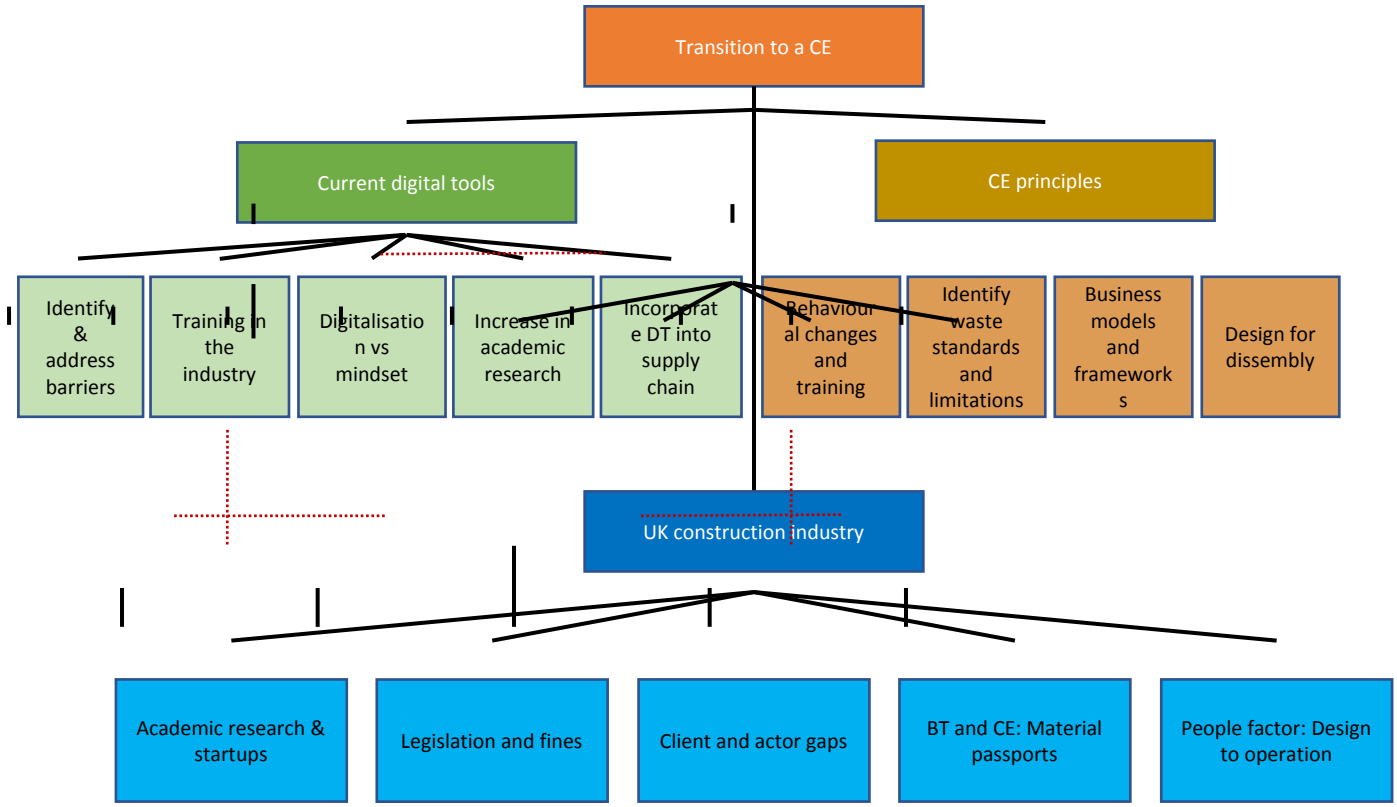 Transition to a CE
Current digital tools
CE principles
Identify
&
address
barriers
Training in
the
industry
Digitalisatio
n vs
mindset
Increase in
academic
research
Incorporat
e DT into
supply
chain
Behaviour
al changes
and
training
Identify
waste
standards
and
limitations
Business
models
and
framework
s
Design for
dissembly
UK construction industry
Academic research &
startups
Legislation and fines
Client and actor gaps
BT and CE: Material
passports
People factor: Design
to operation